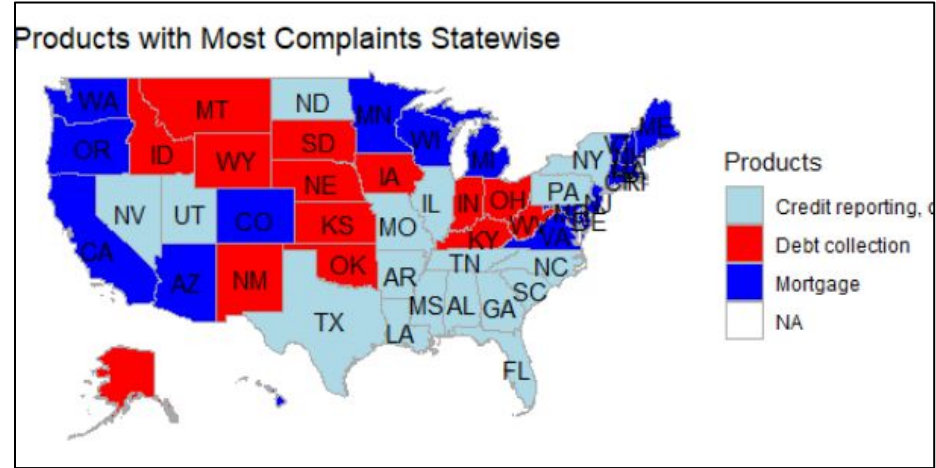 Products with Most Complaints Statewise
WA
MT
ND
MN
ME
OR
ID
SD
WI
MI
NY
WY
IA
NE
PA
NJ
NV
UT
CO
IL
IN
OH
WV
DE
CA
KS
MO
KY
VA
AZ
NM
OK
AR
TN
NC
SC
TX
MS
AL
GA
LA
FL
Products
Credit reporting,
Debt collection
Mortgage
NA